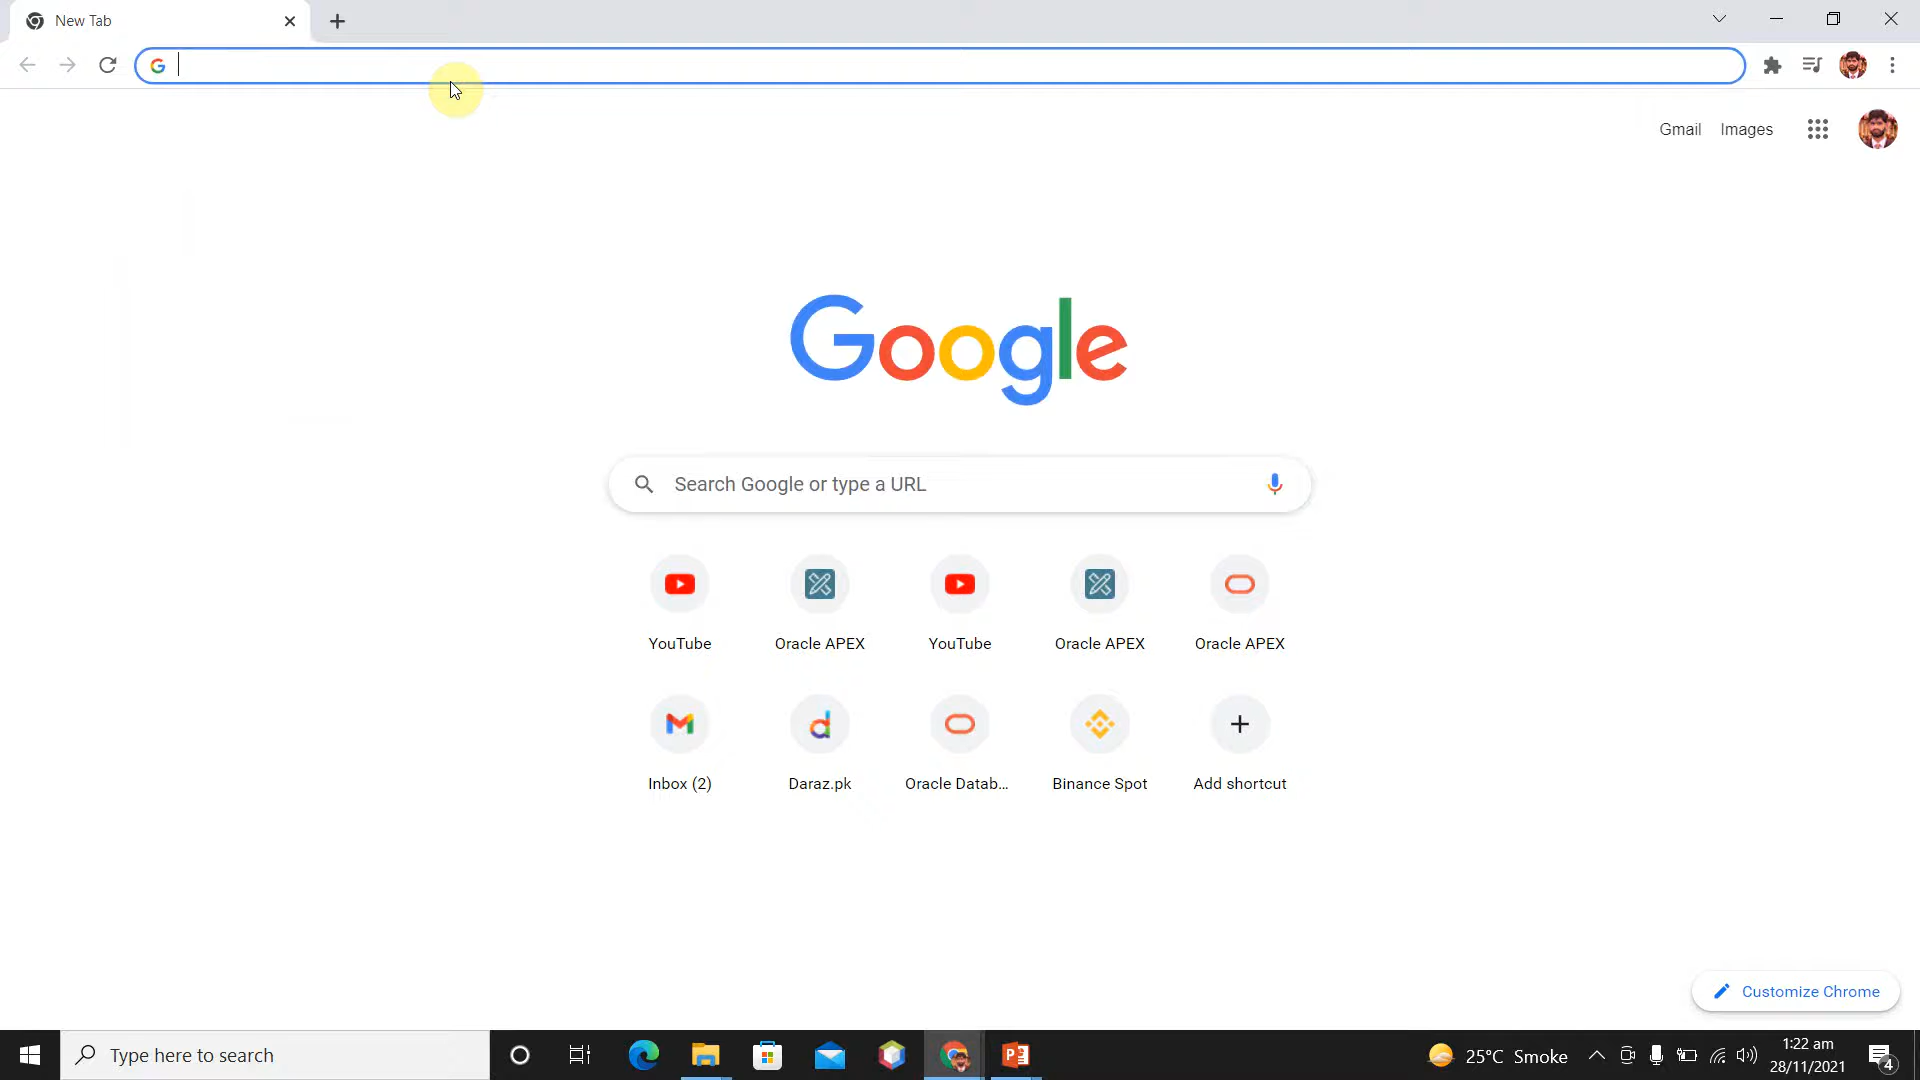 New Tab
Gmail Images
Google
Search Google or type a URL
YouTube Oracle APEX YouTube Oracle APEX Oracle APEX
Inbox (2) Daraz.pk Oracle Datab... Binance Spot Add shortcut
Customize Chrome
Type here to search
25°C Smoke
1:22 am
28/11/2021
4